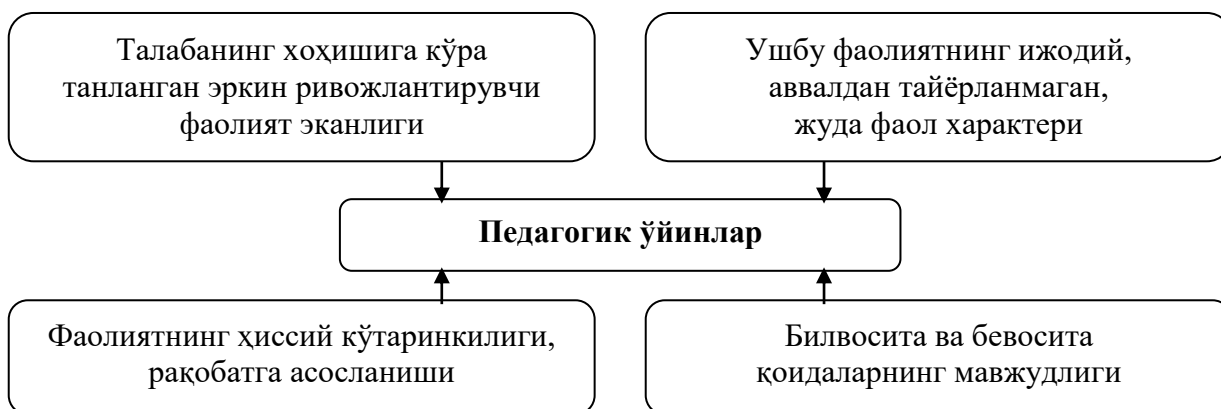 Талабанинг хоҳишига кўра
танланган эркин ривожлантирувчи
фаолият эканлиги
Ушбу фаолиятнинг ижодий,
аввалдан тайёрланмаган,
жуда фаол характери
Педагогик ўйинлар
Фаолиятнинг ҳиссий кўтаринкилиги,
рақобатга асосланиши
Билвосита ва бевосита
қоидаларнинг мавжудлиги